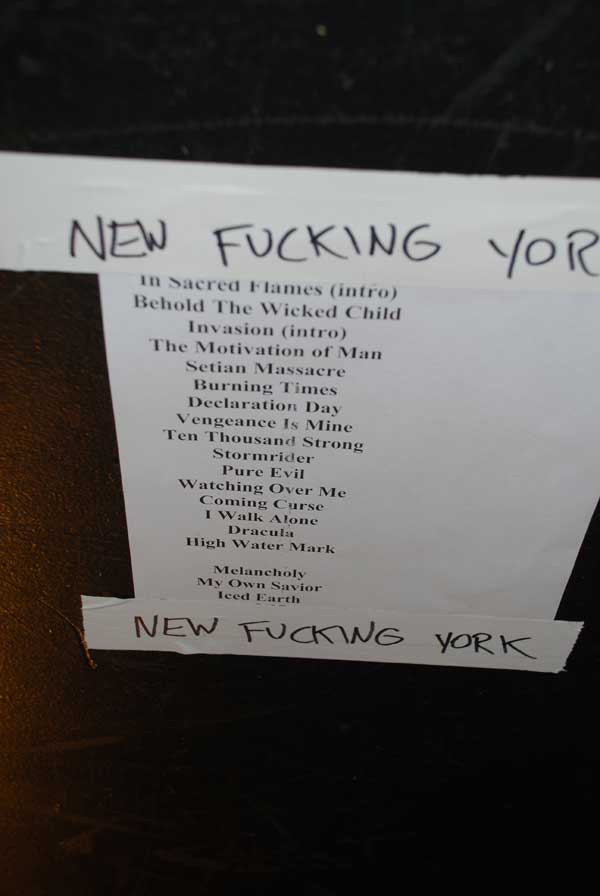 NEW FUCKING YOR
In Sacred Flames (intro)
Behold The Wicked Child
Invasion (intro)
The Motivation of Man
Setian Massacre
Burning Times
Declaration Day
Vengeance Is Mine
Ten Thousand Strong
Stormrider
Pure Evil
Watching Over Me
Coming Curse
I Walk Alone
Dracula
High Water Mark
Melancholy
My Own Savior
Iced Earth
NEW FUCKING YORK